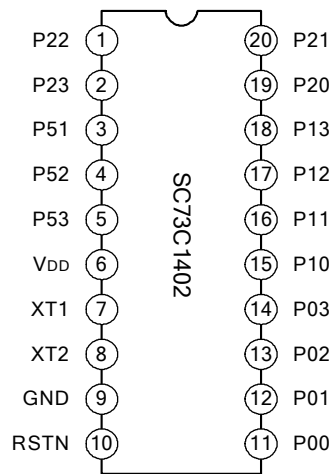 P22 1 20 P21
P23 2 19 P20
P51 3 18 P13
P52 4 17 P12
P53 5 16 P11
VDD 6 15 P10
XT1 7 14 P03
XT2 8 13 P02
GND 9 12 P01
RSTN 10 11 P00
SC73C1402